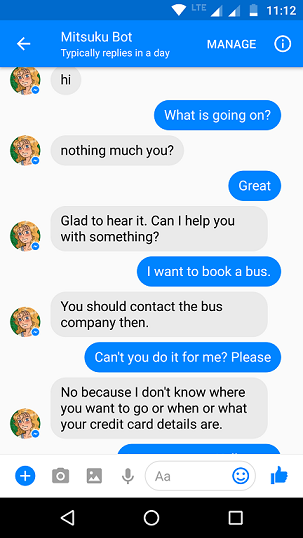 LTE 11:12
Mitsuku Bot
Typically replies in a day
MANAGE
hi
What is going on?
nothing much you?
Great
Glad to hear it. Can I help you
with something?
I want to book a bus.
You should contact the bus
company then.
Can't you do it for me? Please
No because I don't know where
you want to go or when or what
your credit card details are.
Aa